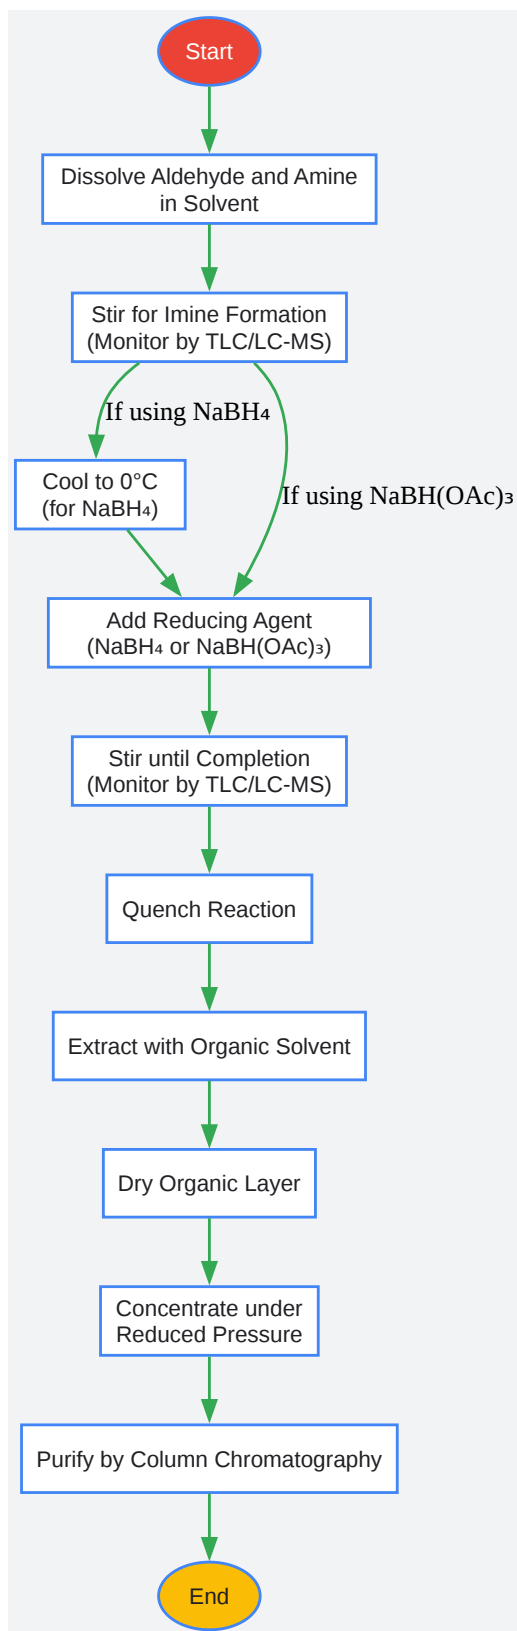 Start
Dissolve Aldehyde and Amine
in Solvent
Stir for Imine Formation
(Monitor by TLC/LC-MS)
If using NaBH₄
Cool to 0°C
(for NaBH₄)
If using NaBH(OAc)₃
Add Reducing Agent
(NaBH₄ or NaBH(OAc)₃)
Stir until Completion
(Monitor by TLC/LC-MS)
Quench Reaction
Extract with Organic Solvent
Dry Organic Layer
Concentrate under
Reduced Pressure
Purify by Column Chromatography
End